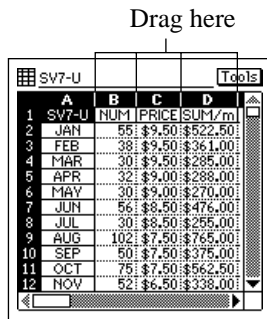 Drag here
SV7-U Tools
A B C D
1 SV7-U NUM PRICE SUM/m
2 JAN 55 $9.50 $522.50
3 FEB 38 $9.50 $361.00
4 MAR 30 $9.50 $285.00
5 APR 32 $9.00 $288.00
6 MAY 30 $9.00 $270.00
7 JUN 56 $8.50 $476.00
8 JUL 30 $8.50 $255.00
9 AUG 102 $7.50 $765.00
10 SEP 50 $7.50 $375.00
11 OCT 75 $7.50 $562.50
12 NOV 52 $6.50 $338.00